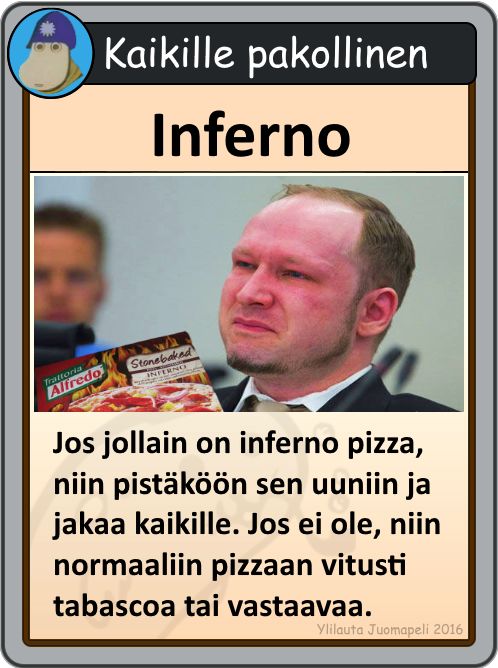 Kaikille pakollinen
Inferno
Trattoria
Alfredo
Stonebaked
INFERNO
Jos jollain on inferno pizza,
niin pistäköön sen uuniin ja
jakaa kaikille. Jos ei ole, niin
normaaliin pizzaan vitusti
tabascoa tai vastaavaa.
Ylilauta Juomapeli 2016